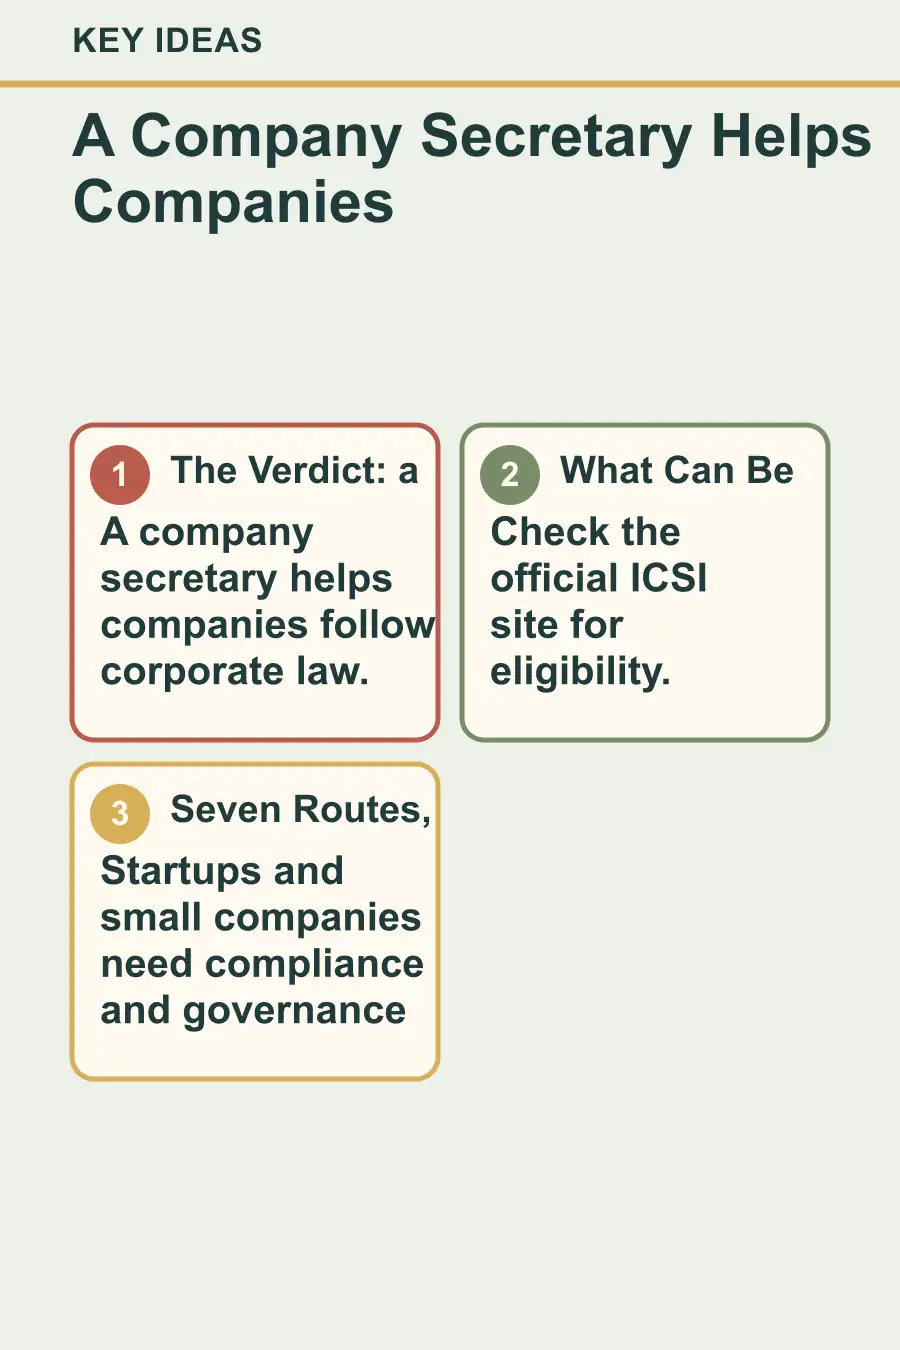 KEY IDEAS
A Company Secretary Helps
Companies
1 The Verdict: a
A company
secretary helps
companies follow
corporate law.
2 What Can Be
Check the
official ICSI
site for
eligibility.
3 Seven Routes,
Startups and
small companies
need compliance
and governance